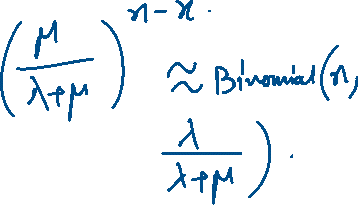 (μ/(λ+μ))^{n-x}.
≈ Binomial(n,
λ/(λ+μ)).